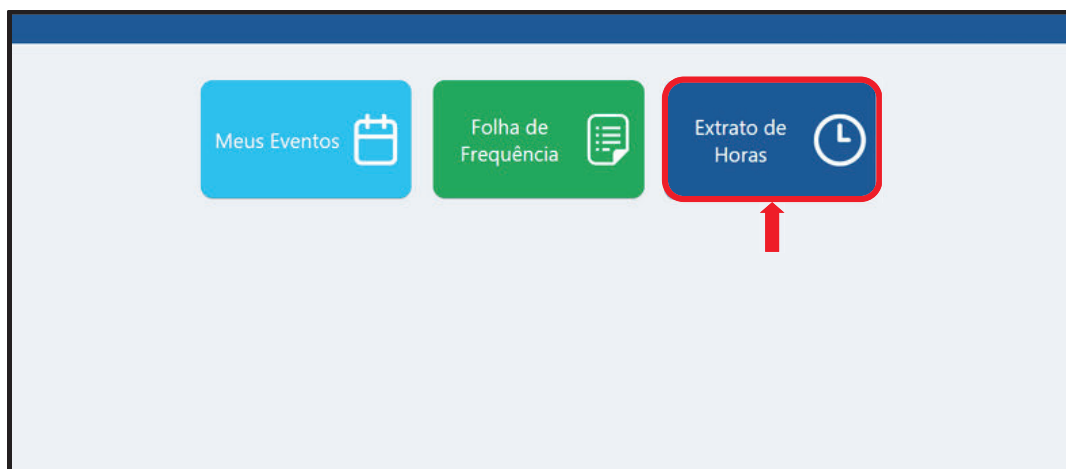 Meus Eventos
Folha de
Frequência
Extrato de
Horas